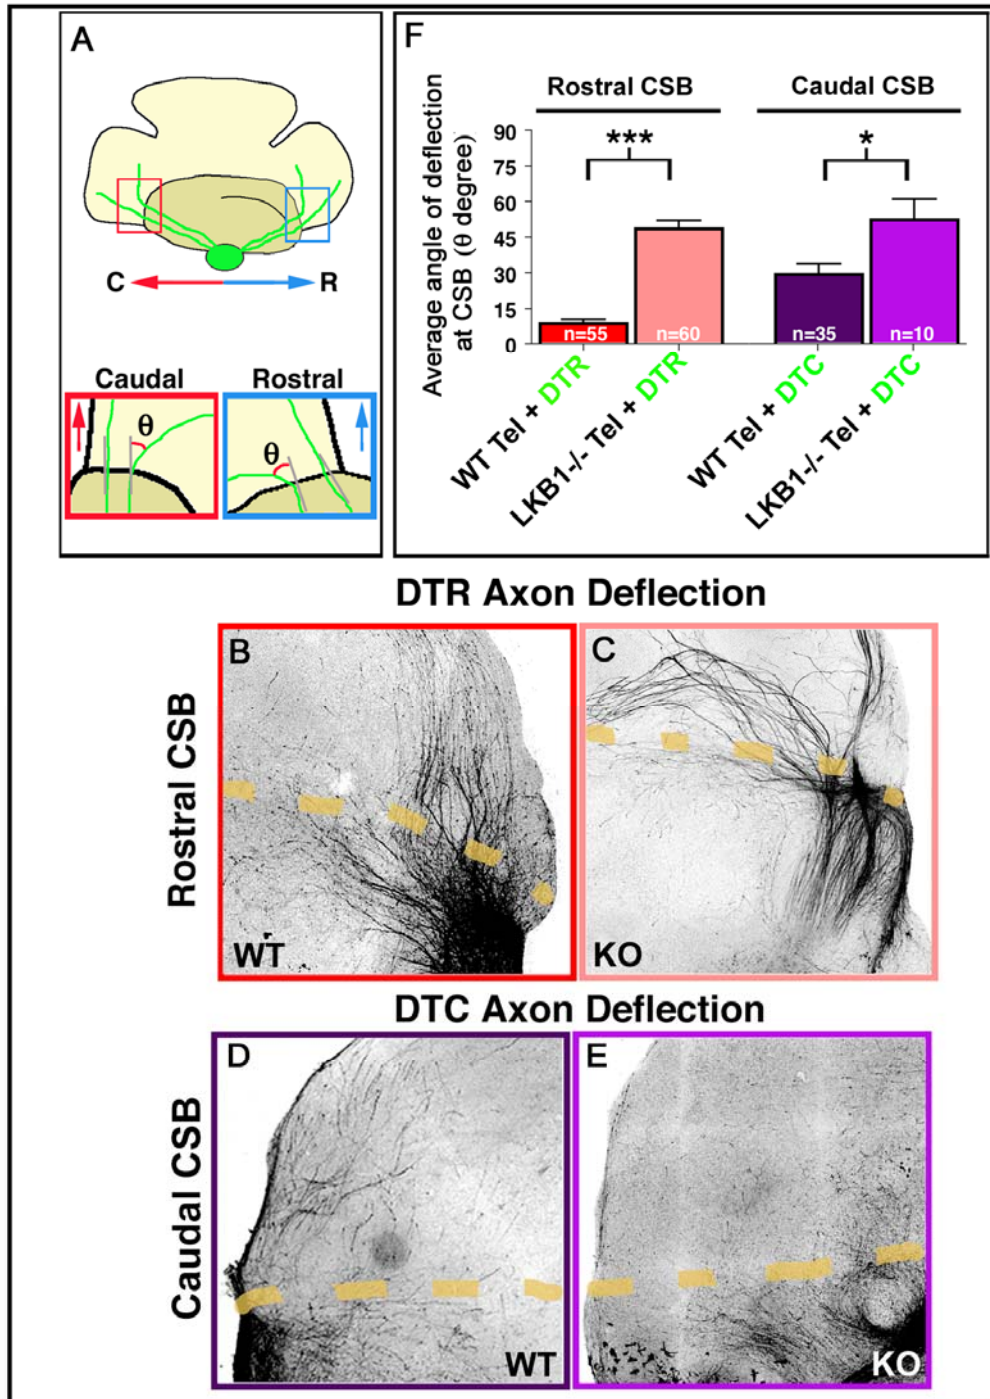 A
C
R
Caudal
Rostral
θ
θ
F
Rostral CSB
Caudal CSB
***
*
Average angle of deflection
at CSB (θ degree)
90
75
60
45
30
15
0
n=55
n=60
n=35
n=10
WT Tel + DTR
LKB1-/- Tel + DTR
WT Tel + DTC
LKB1-/- Tel + DTC
DTR Axon Deflection
Rostral CSB
B
WT
C
KO
DTC Axon Deflection
Caudal CSB
D
WT
E
KO